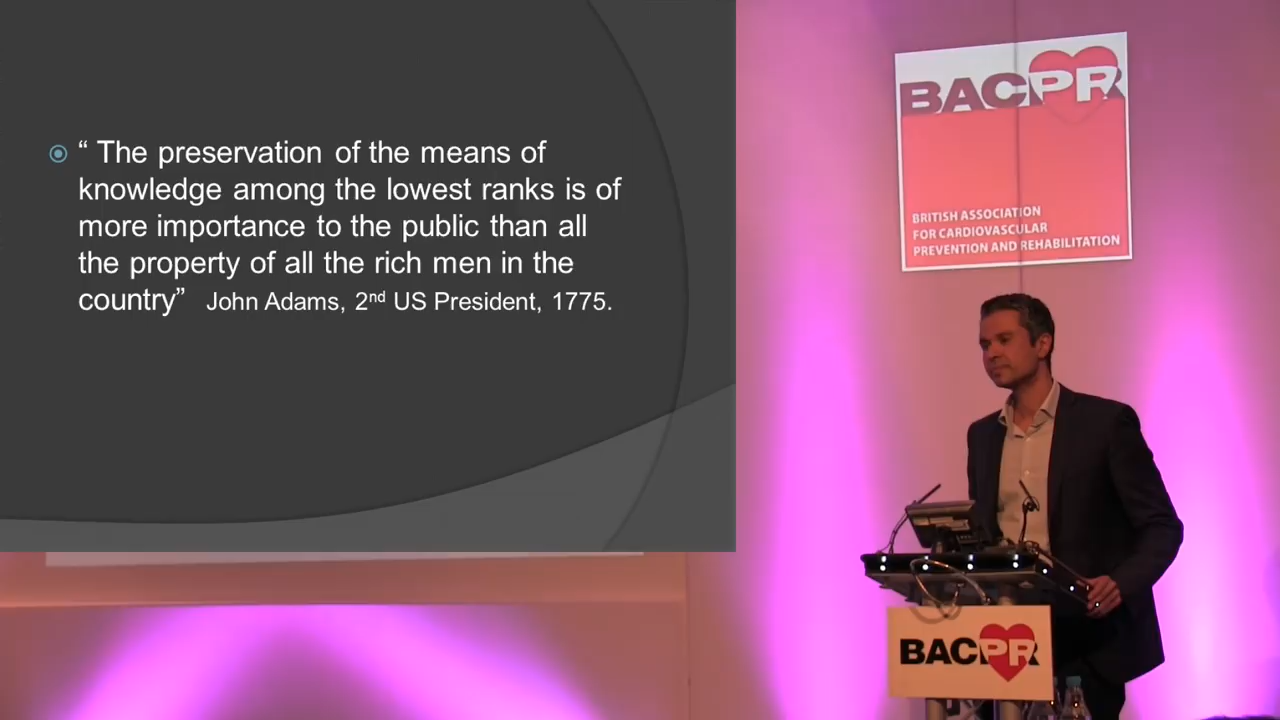 “ The preservation of the means of
knowledge among the lowest ranks is of
more importance to the public than all
the property of all the rich men in the
country” John Adams, 2nd US President, 1775.
BACPR
BRITISH ASSOCIATION
FOR CARDIOVASCULAR
PREVENTION AND REHABILITATION
BACPR